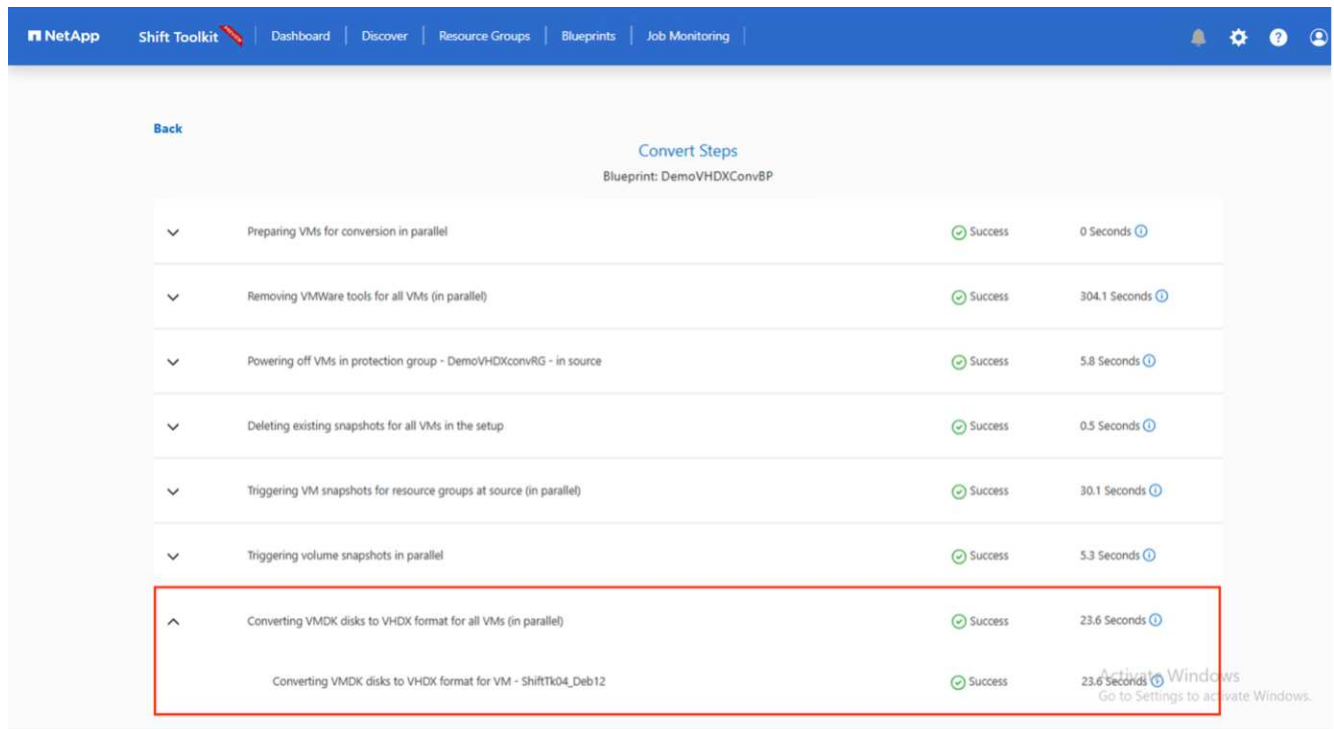 NetApp Shift Toolkit Dashboard Discover Resource Groups Blueprints Job Monitoring
Back
Convert Steps
Blueprint: DemoVHDXConvBP
Preparing VMs for conversion in parallel Success 0 Seconds
Removing VMWare tools for all VMs (in parallel) Success 304.1 Seconds
Powering off VMs in protection group - DemoVHDXconvRG - in source Success 5.8 Seconds
Deleting existing snapshots for all VMs in the setup Success 0.5 Seconds
Triggering VM snapshots for resource groups at source (in parallel) Success 30.1 Seconds
Triggering volume snapshots in parallel Success 5.3 Seconds
Converting VMDK disks to VHDX format for all VMs (in parallel) Success 23.6 Seconds
Converting VMDK disks to VHDX format for VM - ShiftTk04_Deb12 Success 23.6 Seconds
Activate Windows
Go to Settings to activate Windows.